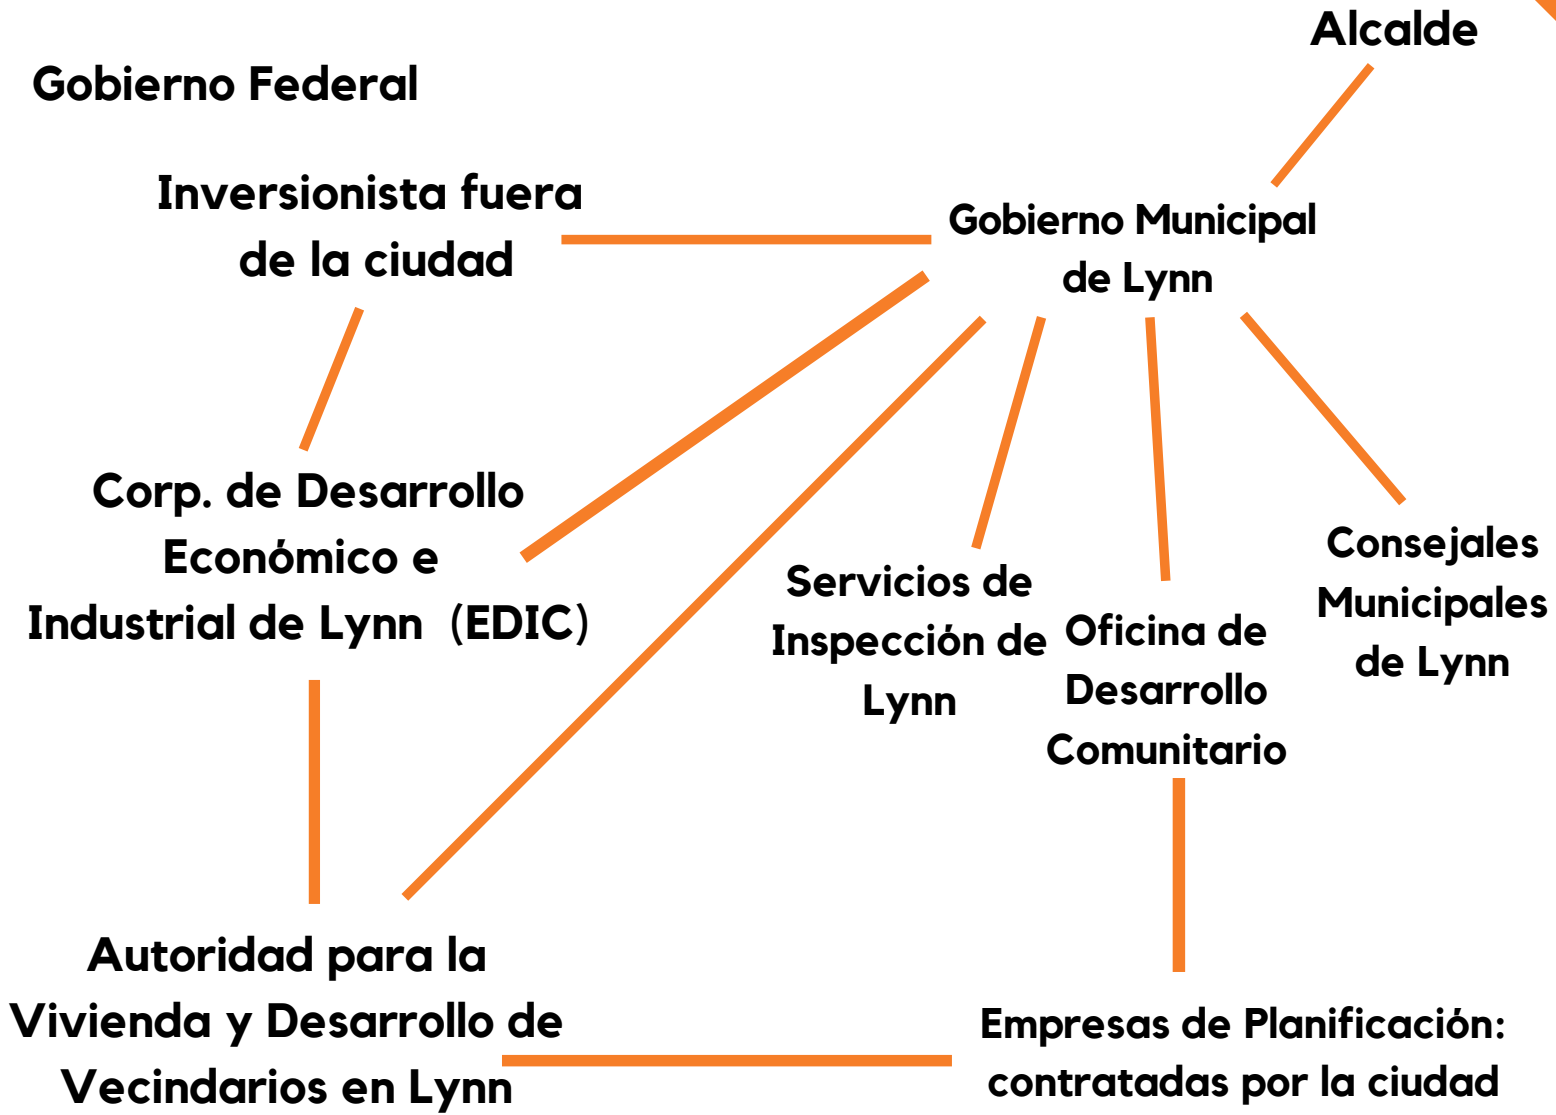 Alcalde
Gobierno Federal
Inversionista fuera
de la ciudad
Gobierno Municipal
de Lynn
Corp. de Desarrollo
Económico e
Industrial de Lynn (EDIC)
Servicios de
Inspección de
Lynn
Oficina de
Desarrollo
Comunitario
Consejales
Municipales
de Lynn
Autoridad para la
Vivienda y Desarrollo de
Vecindarios en Lynn
Empresas de Planificación:
contratadas por la ciudad